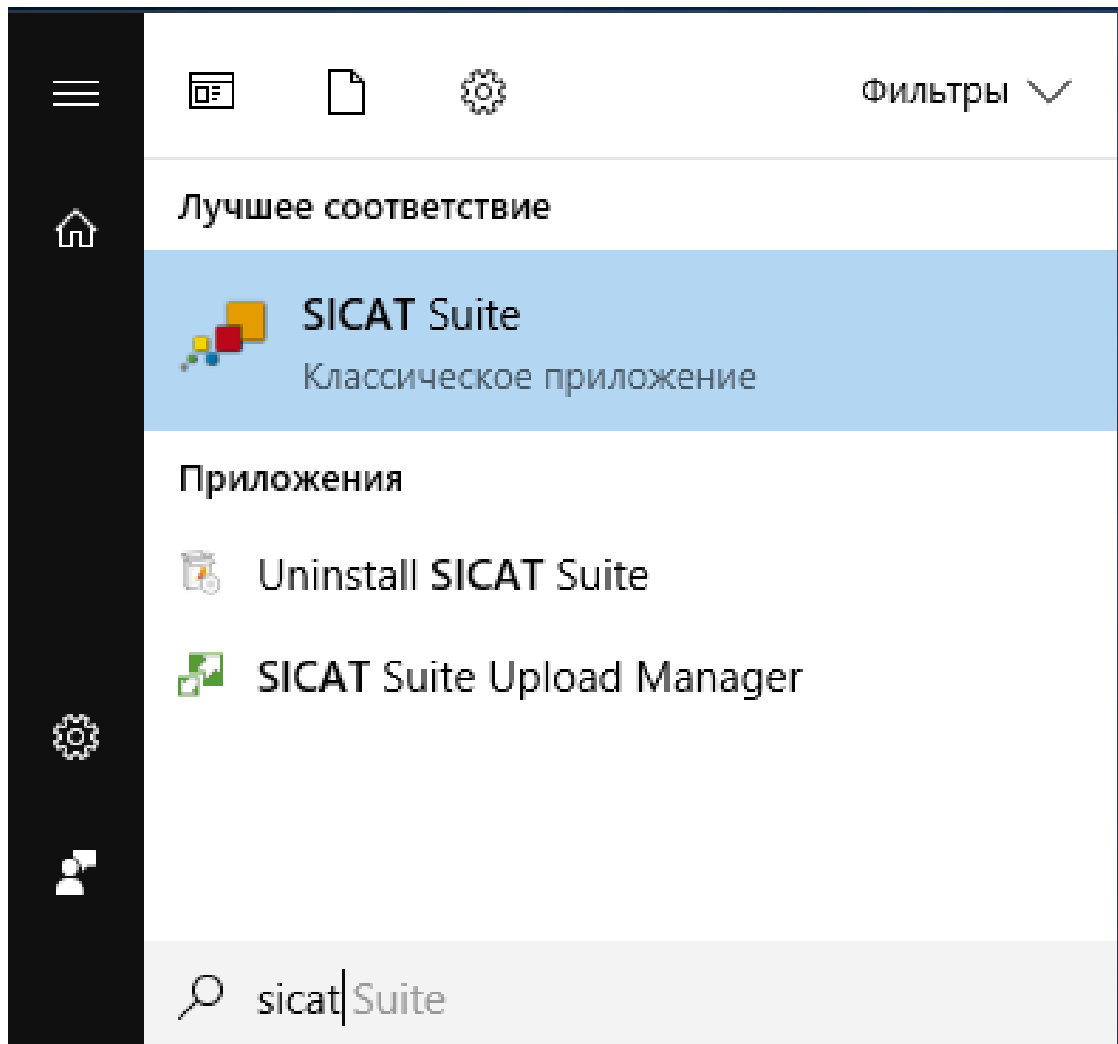 Фильтры
Лучшее соответствие
SICAT Suite
Классическое приложение
Приложения
Uninstall SICAT Suite
SICAT Suite Upload Manager
sicat Suite